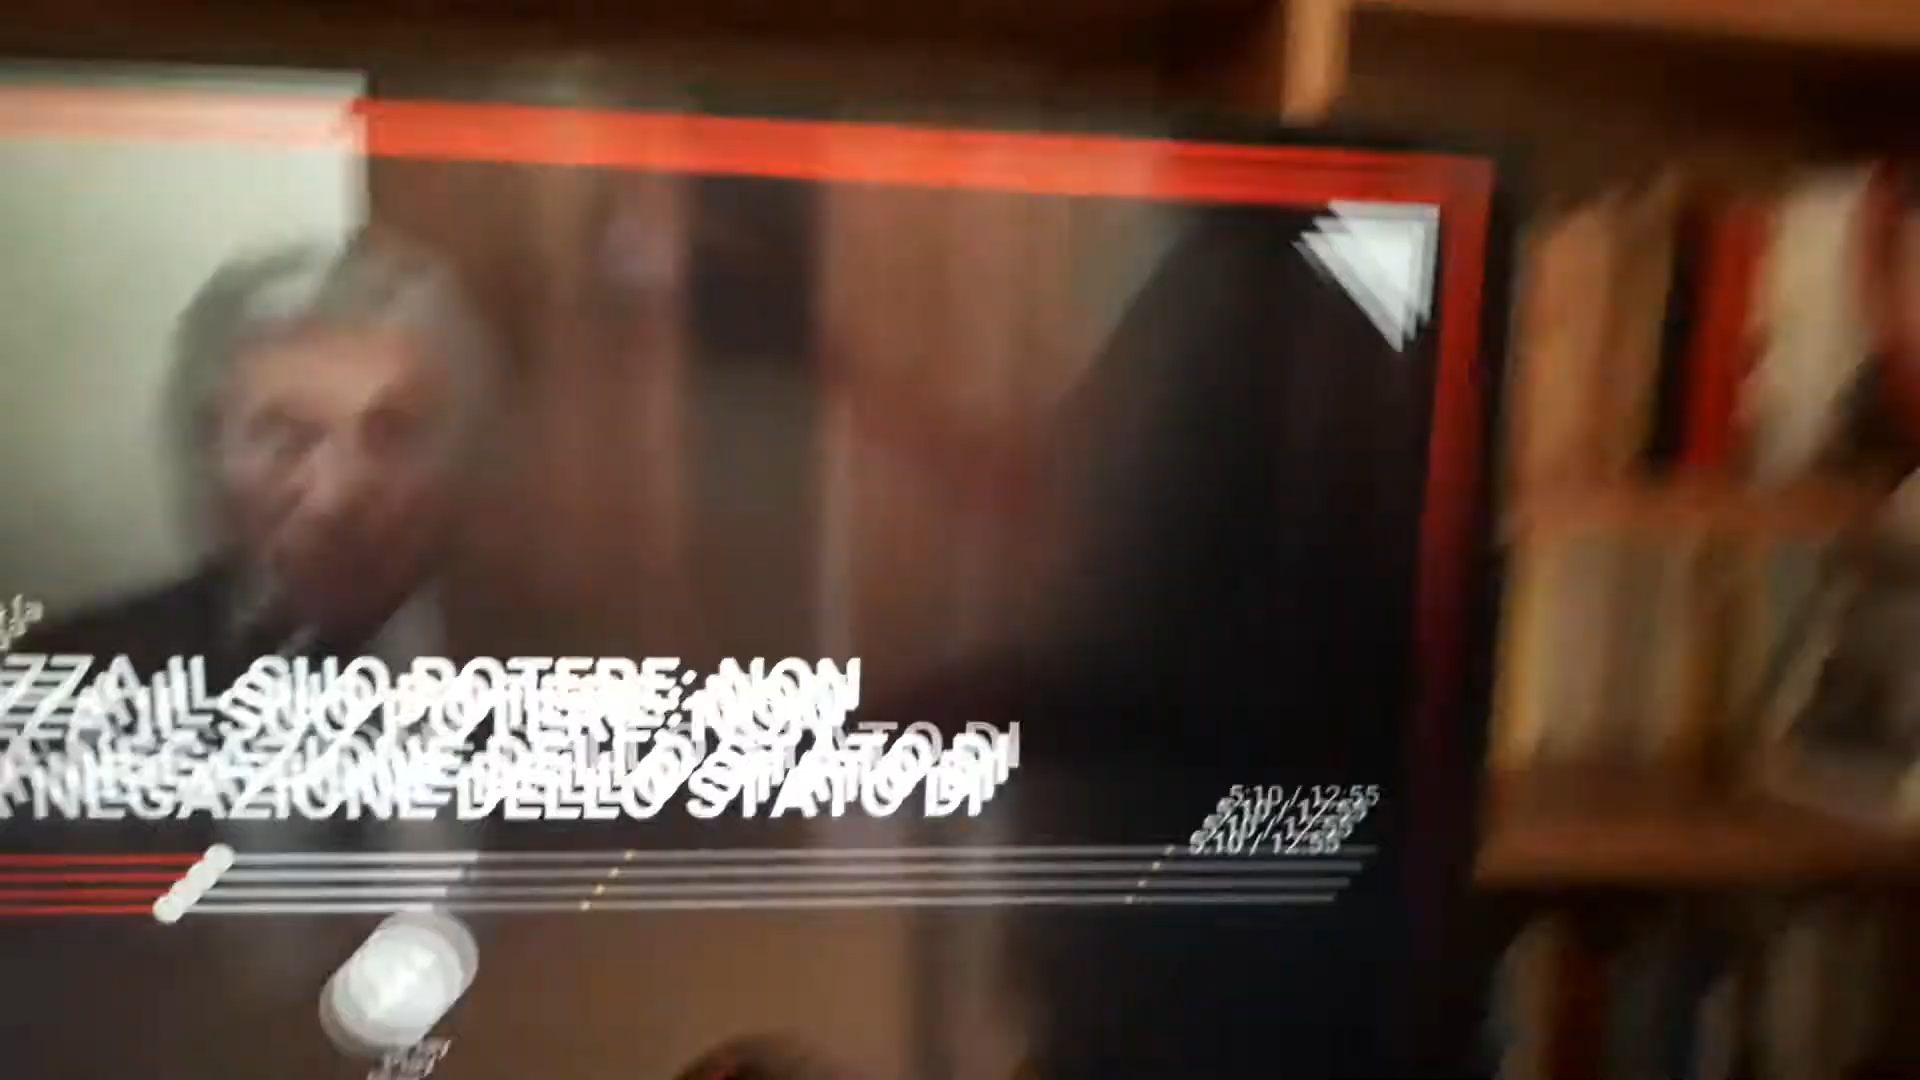 IL SUO POTERE: NON
NEGAZIONE DELLO STATO DI
5:10 / 12:55